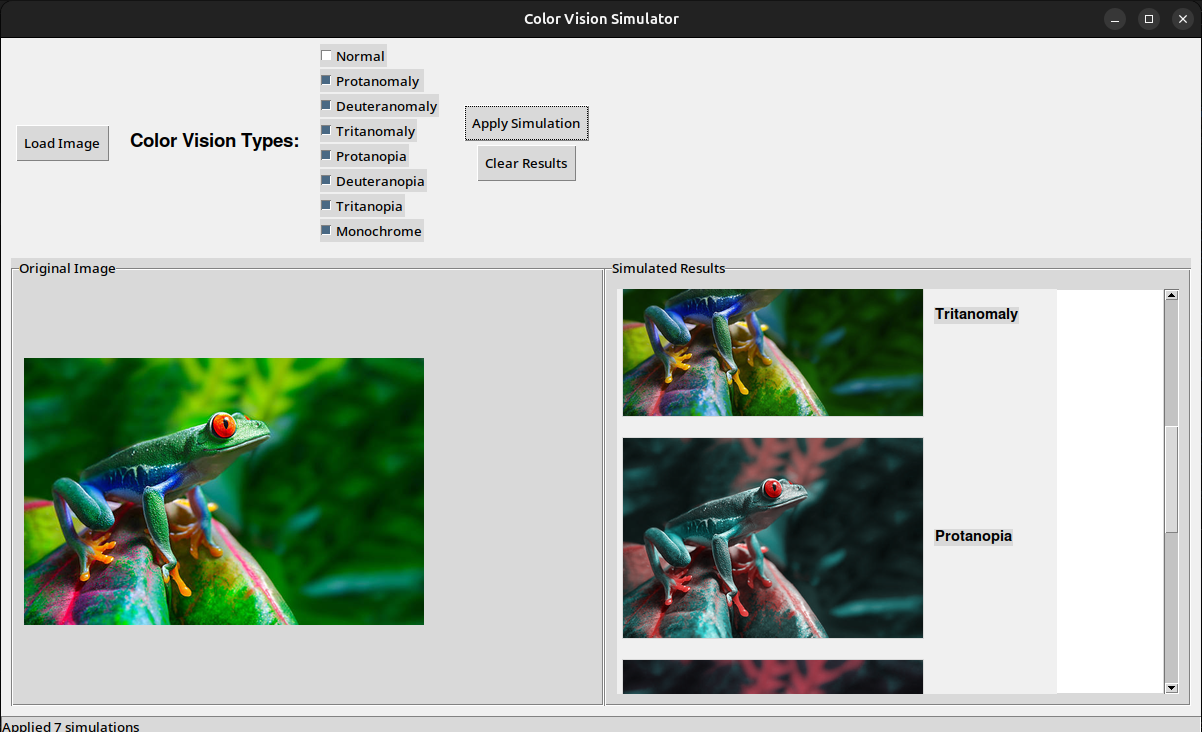 Color Vision Simulator
Normal
Protanomaly
Deuteranomaly
Tritanomaly
Protanopia
Deuteranopia
Tritanopia
Monochrome
Load Image
Color Vision Types:
Apply Simulation
Clear Results
Original Image
Simulated Results
Tritanomaly
Protanopia
Applied 7 simulations